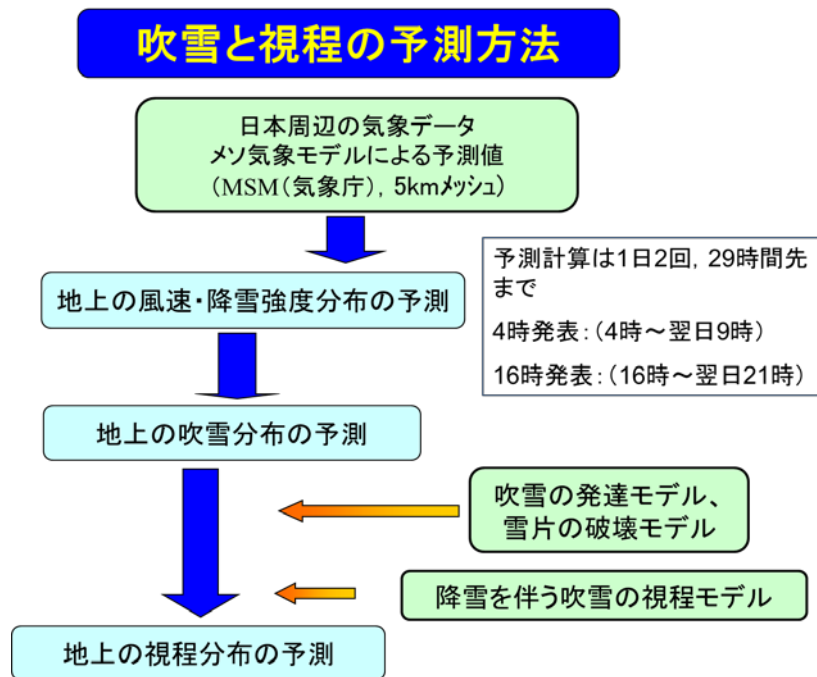 吹雪と視程の予測方法
日本周辺の気象データ
メソ気象モデルによる予測値
（MSM（気象庁）, 5kmメッシュ）
地上の風速・降雪強度分布の予測
予測計算は1日2回, 29時間先
まで
4時発表：（4時～翌日9時）
16時発表：（16時～翌日21時）
地上の吹雪分布の予測
吹雪の発達モデル、
雪片の破壊モデル
降雪を伴う吹雪の視程モデル
地上の視程分布の予測